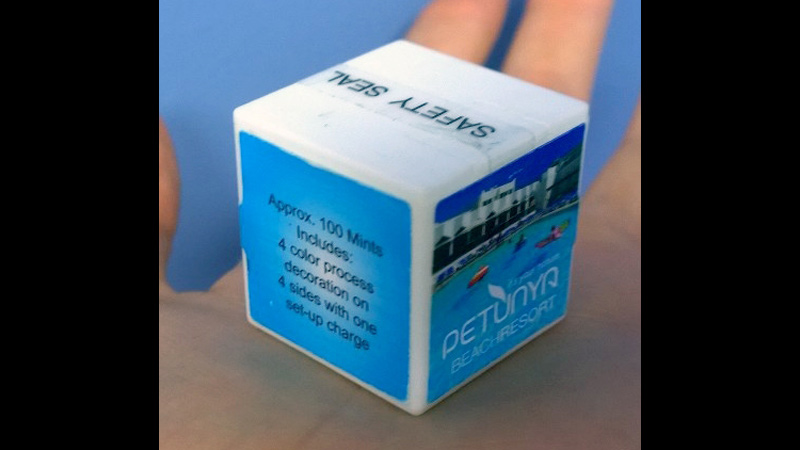 SAFETY SEAL
Approx. 100 Mints
Includes:
4 color process
decoration on
4 sides with one
set-up charge
PETUNYA
BEACHRESORT